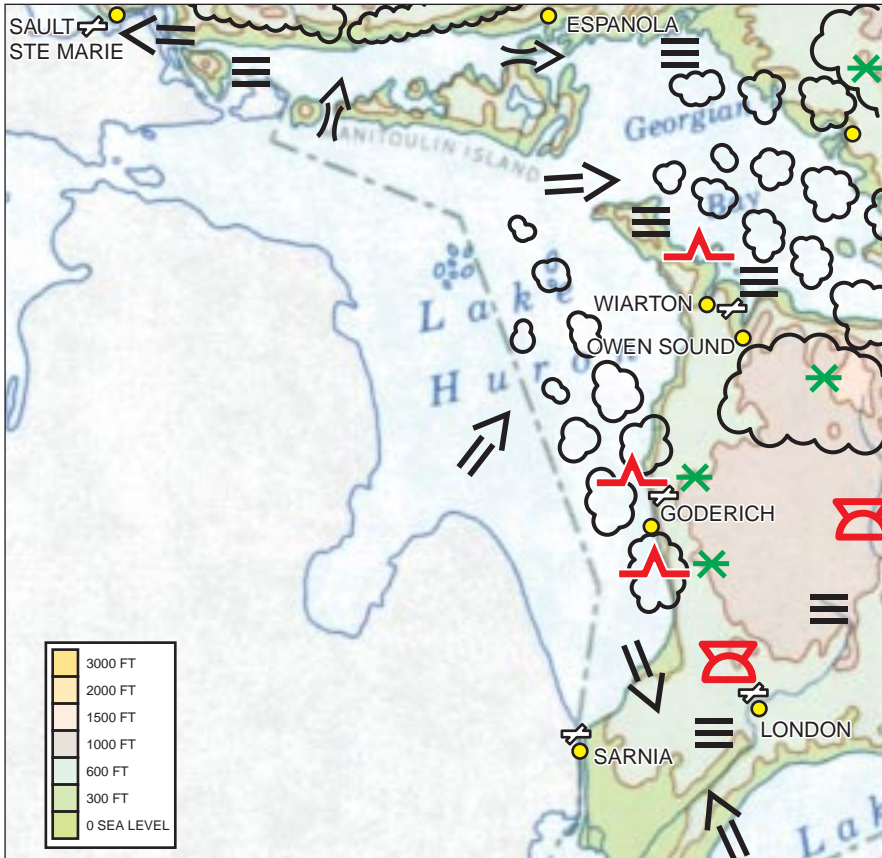 SAULT
STE MARIE
ESPANOLA
Georgian
Bay
MANITOULIN ISLAND
Lake
Huron
WIARTON
OWEN SOUND
GODERICH
LONDON
SARNIA
3000 FT
2000 FT
1500 FT
1000 FT
600 FT
300 FT
0 SEA LEVEL